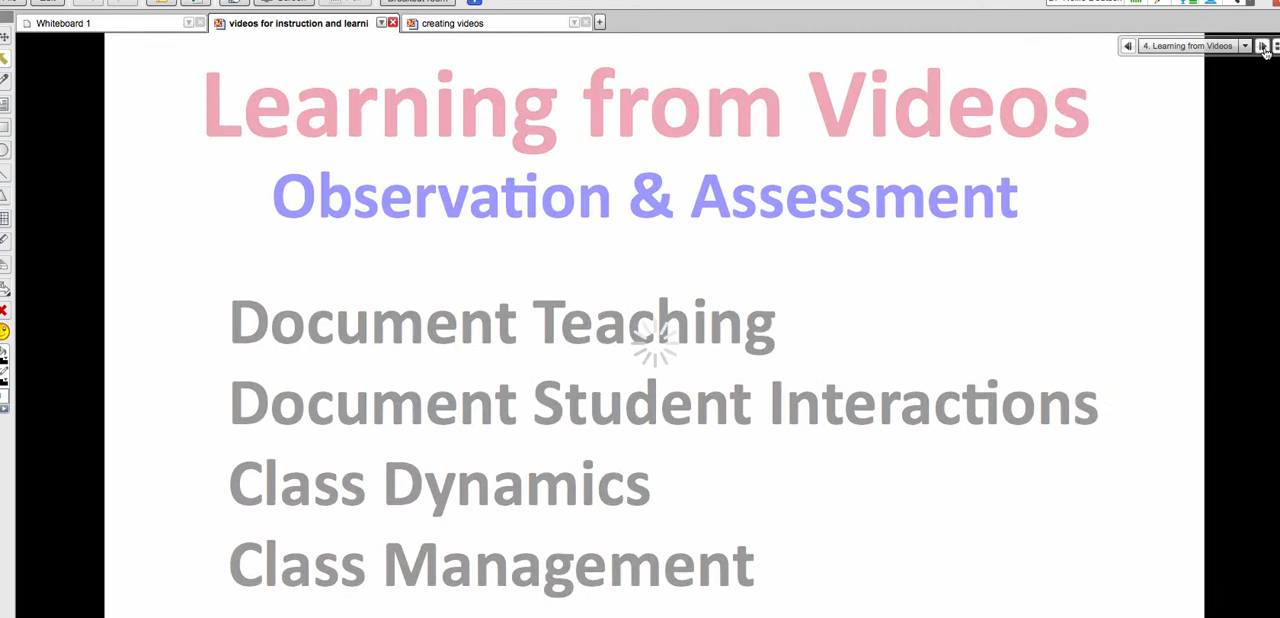 Whiteboard 1
videos for instruction and learni
creating videos
4. Learning from Videos
Learning from Videos
Observation & Assessment
Document Teaching
Document Student Interactions
Class Dynamics
Class Management